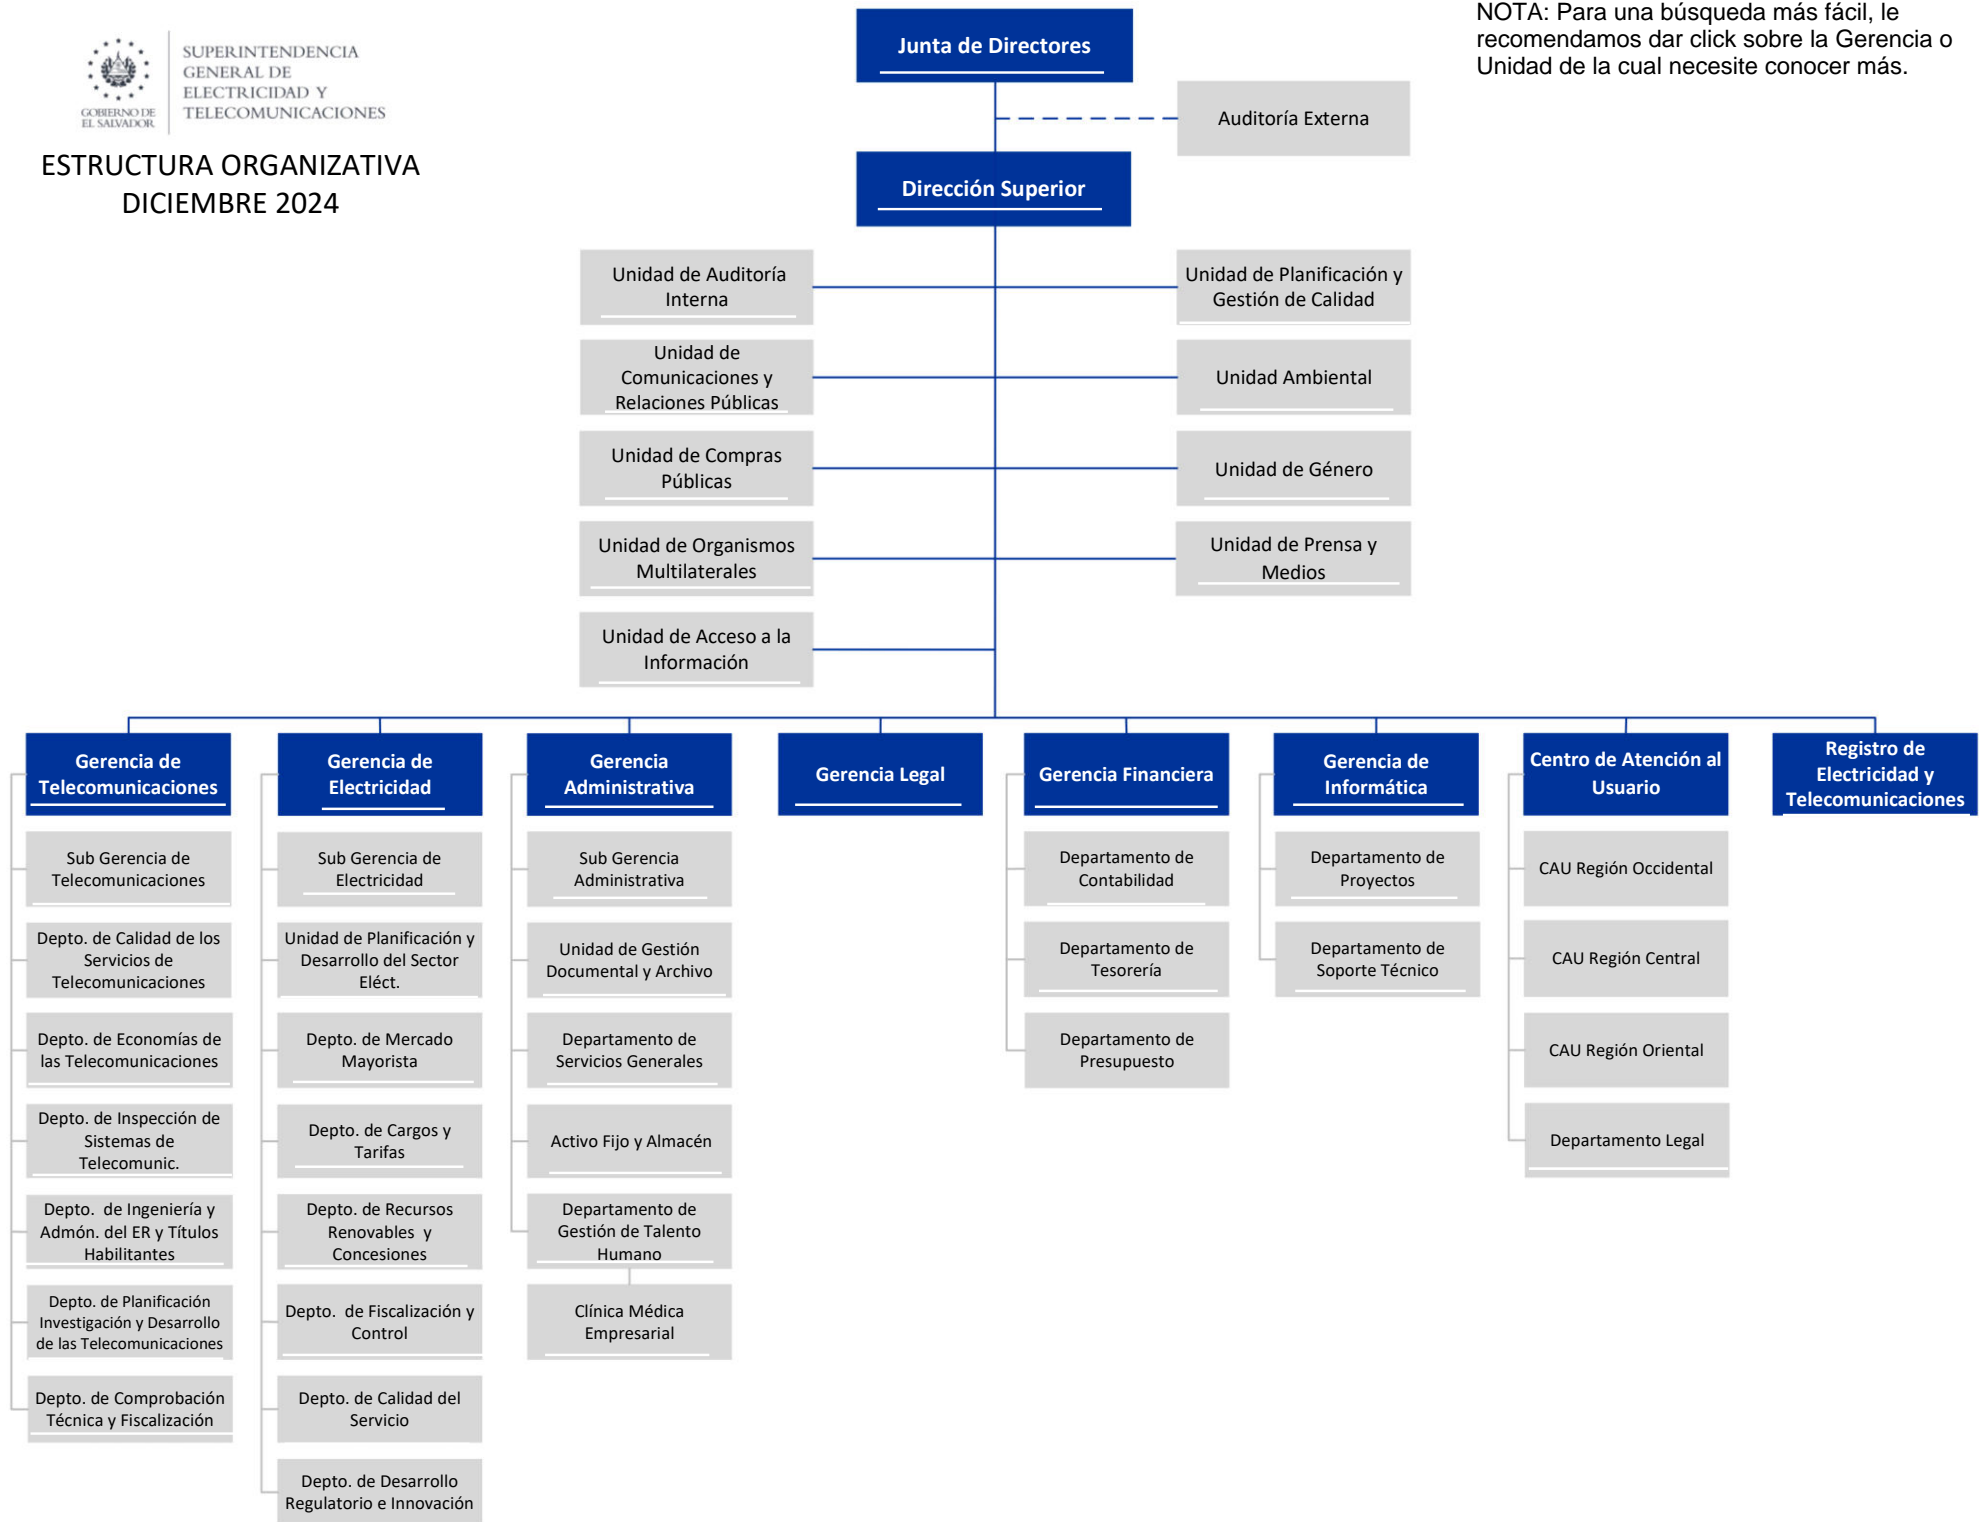 NOTA: Para una búsqueda más fácil, le
recomendamos dar click sobre la Gerencia o
Unidad de la cual necesite conocer más.
GOBIERNO DE
EL SALVADOR
SUPERINTENDENCIA
GENERAL DE
ELECTRICIDAD Y
TELECOMUNICACIONES
ESTRUCTURA ORGANIZATIVA
DICIEMBRE 2024
Junta de Directores
Auditoría Externa
Dirección Superior
Unidad de Auditoría
Interna
Unidad de Planificación y
Gestión de Calidad
Unidad de
Comunicaciones y
Relaciones Públicas
Unidad Ambiental
Unidad de Compras
Públicas
Unidad de Género
Unidad de Organismos
Multilaterales
Unidad de Prensa y
Medios
Unidad de Acceso a la
Información
Gerencia de
Telecomunicaciones
Sub Gerencia de
Telecomunicaciones
Depto. de Calidad de los
Servicios de
Telecomunicaciones
Depto. de Economías de
las Telecomunicaciones
Depto. de Inspección de
Sistemas de
Telecomunic.
Depto.  de Ingeniería y
Admón. del ER y Títulos
Habilitantes
Depto. de Planificación
Investigación y Desarrollo
de las Telecomunicaciones
Depto. de Comprobación
Técnica y Fiscalización
Gerencia de
Electricidad
Sub Gerencia de
Electricidad
Unidad de Planificación y
Desarrollo del Sector
Eléct.
Depto. de Mercado
Mayorista
Depto. de Cargos y
Tarifas
Depto. de Recursos
Renovables  y
Concesiones
Depto.  de Fiscalización y
Control
Depto. de Calidad del
Servicio
Depto. de Desarrollo
Regulatorio e Innovación
Gerencia
Administrativa
Sub Gerencia
Administrativa
Unidad de Gestión
Documental y Archivo
Departamento de
Servicios Generales
Activo Fijo y Almacén
Departamento de
Gestión de Talento
Humano
Clínica Médica
Empresarial
Gerencia Legal
Gerencia Financiera
Departamento de
Contabilidad
Departamento de
Tesorería
Departamento de
Presupuesto
Gerencia de
Informática
Departamento de
Proyectos
Departamento de
Soporte Técnico
Centro de Atención al
Usuario
CAU Región Occidental
CAU Región Central
CAU Región Oriental
Departamento Legal
Registro de
Electricidad y
Telecomunicaciones